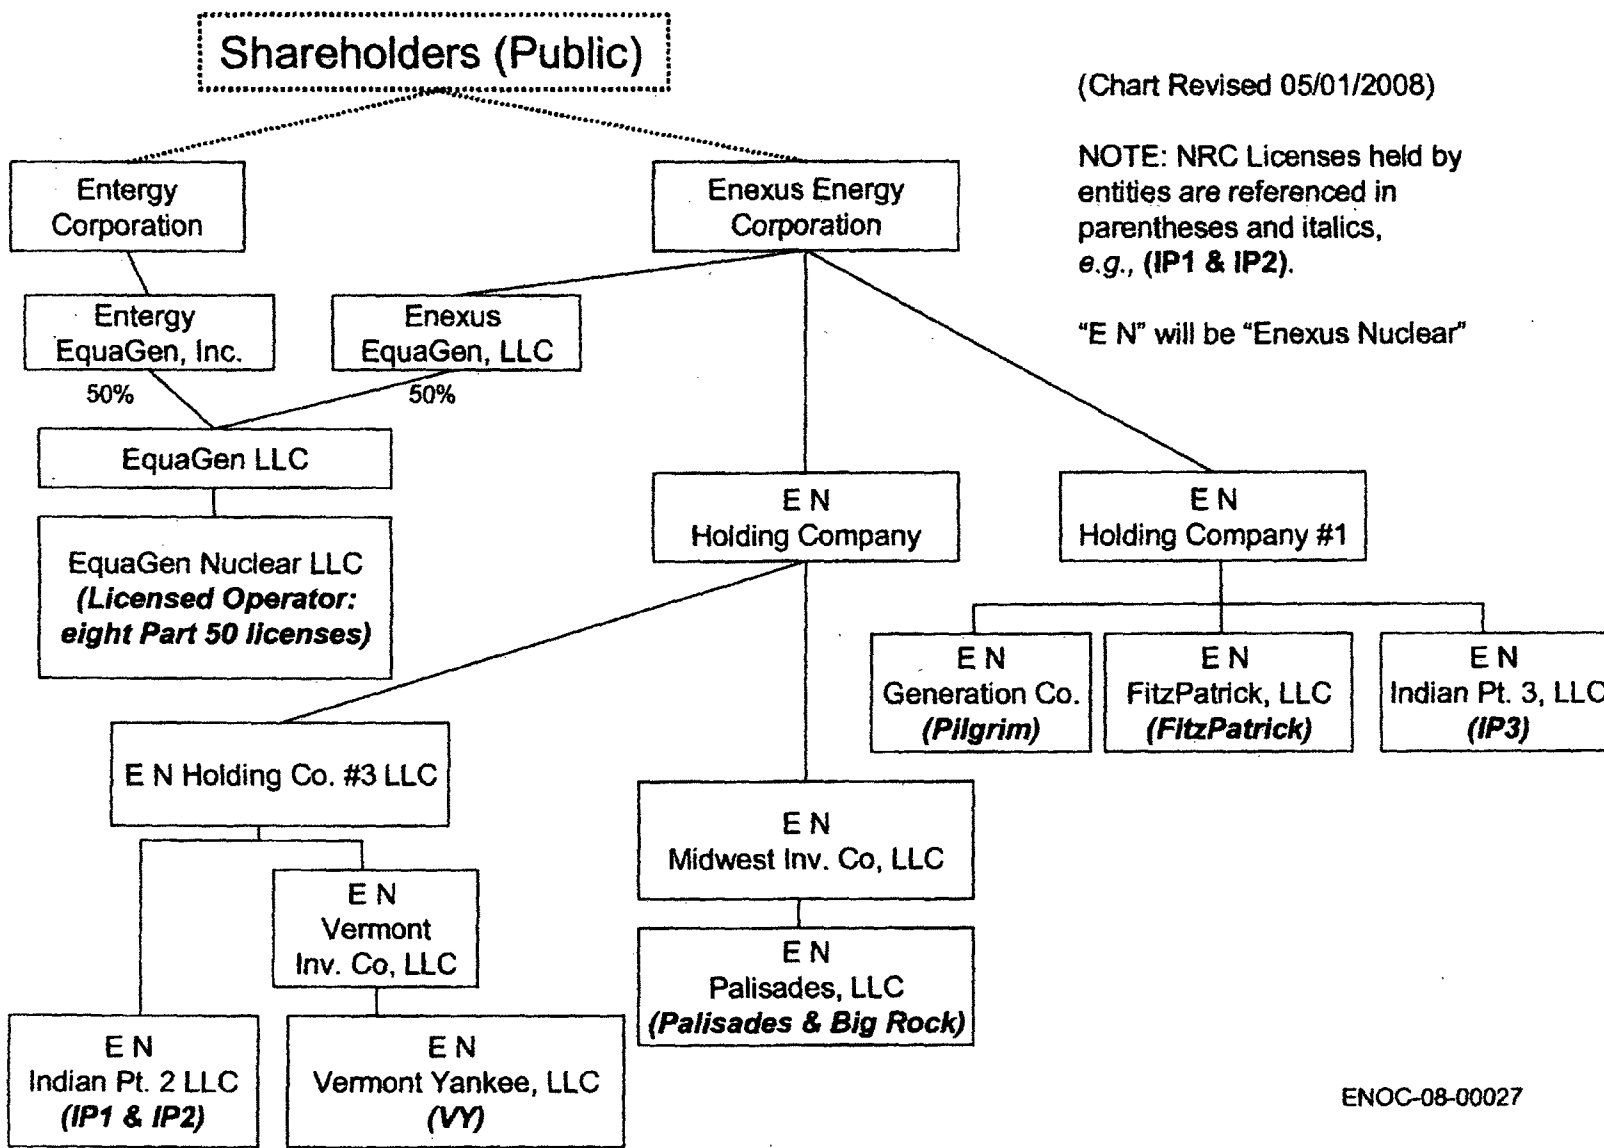 Shareholders (Public)
(Chart Revised 05/01/2008)
NOTE: NRC Licenses held by
entities are referenced in
parentheses and italics,
e.g., (IP1 & IP2).
"E N" will be "Enexus Nuclear"
Entergy
Corporation
Enexus Energy
Corporation
Entergy
EquaGen, Inc.
Enexus
EquaGen, LLC
50%
50%
EquaGen LLC
EquaGen Nuclear LLC
(Licensed Operator:
eight Part 50 licenses)
E N
Holding Company
E N
Holding Company #1
E N
Generation Co.
(Pilgrim)
E N
FitzPatrick, LLC
(FitzPatrick)
E N
Indian Pt. 3, LLC
(IP3)
E N Holding Co. #3 LLC
E N
Midwest Inv. Co, LLC
E N
Vermont
Inv. Co, LLC
E N
Palisades, LLC
(Palisades & Big Rock)
E N
Indian Pt. 2 LLC
(IP1 & IP2)
E N
Vermont Yankee, LLC
(VY)
ENOC-08-00027